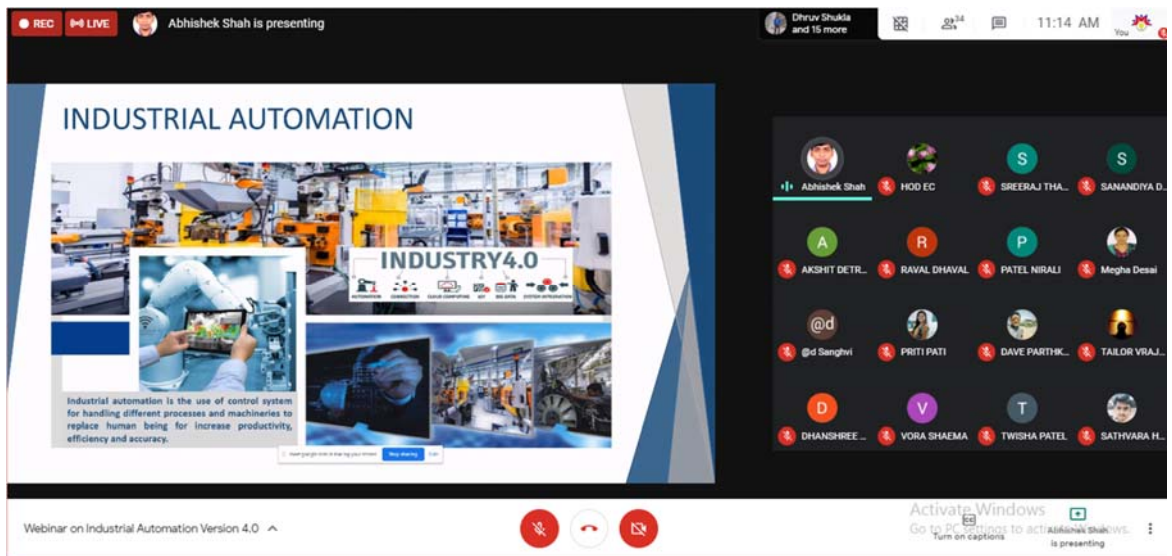 REC
LIVE
Abhishek Shah is presenting
Dhruv Shukla
and 15 more
34
11:14 AM
You
INDUSTRIAL AUTOMATION
INDUSTRY4.0
AUTOMATION CONNECTION CLOUD COMPUTING IOT BIG DATA SYSTEM INTEGRATION
Industrial automation is the use of control system
for handling different processes and machineries to
replace human being for increase productivity,
efficiency and accuracy.
Stop sharing
Abhishek Shah
HOD EC
S
SREERAJ THA...
S
SANANDIYA D...
A
AKSHIT DETR...
R
RAVAL DHAVAL
P
PATEL NIRALI
Megha Desai
@d
@d Sanghvi
PRITI PATI
DAVE PARTHK...
TAILOR VRAJ...
D
DHANSHREE ...
V
VORA SHAEMA
T
TWISHA PATEL
SATHVARA H...
Webinar on Industrial Automation Version 4.0
Activate Windows
Go to PC settings to activate Windows.
CC
Turn on captions
Abhishek Shah
is presenting